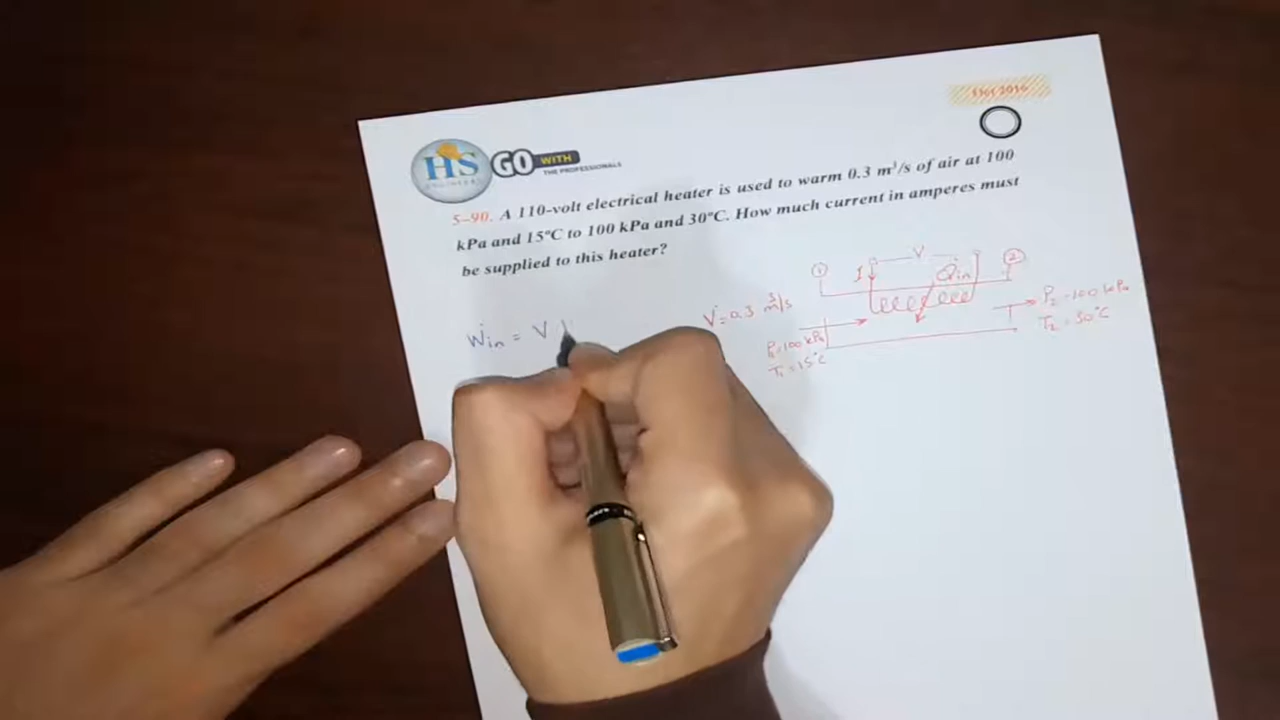 HS
ENGINEERS
GO WITH
THE PROFESSIONALS
5-90. A 110-volt electrical heater is used to warm 0.3 m³/s of air at 100
kPa and 15°C to 100 kPa and 30°C. How much current in amperes must
be supplied to this heater?
① I V Q̇in ②
V̇=0.3 m³/s
P₁=100 kPa
T₁=15°C
P₂=100 kPa
T₂=30°C
Ẇin = V